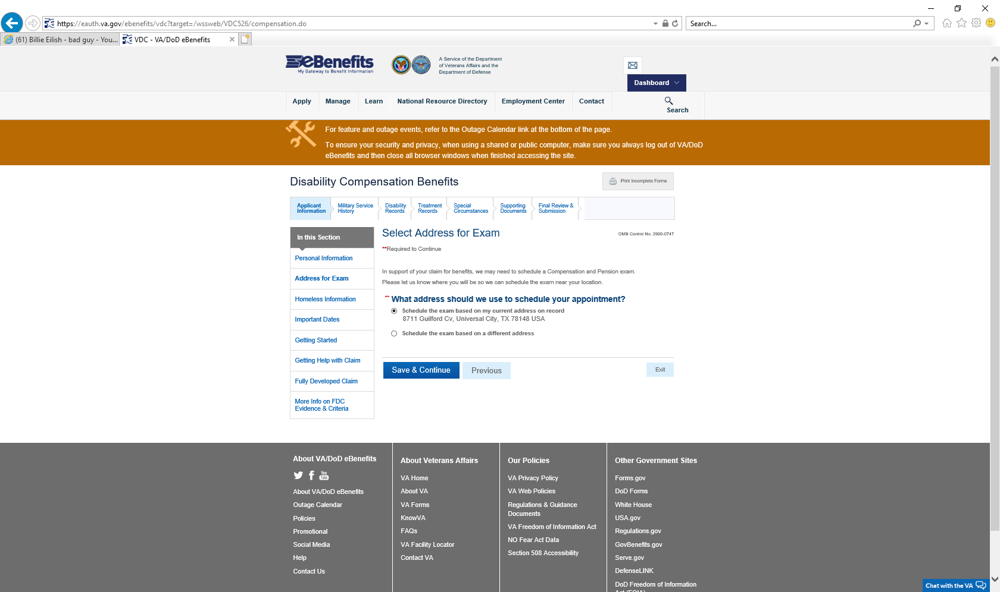 https://eauth.va.gov/ebenefits/vdc?target=/wssweb/VDC526/compensation.do
Search...
(61) Billie Eilish - bad guy - You...
VDC - VA/DoD eBenefits
eBenefits
My Gateway to Benefit Information
A Service of the Department
of Veterans Affairs and the
Department of Defense
Dashboard
Apply
Manage
Learn
National Resource Directory
Employment Center
Contact
Search
For feature and outage events, refer to the Outage Calendar link at the bottom of the page.
To ensure your security and privacy, when using a shared or public computer, make sure you always log out of VA/DoD
eBenefits and then close all browser windows when finished accessing the site.
Disability Compensation Benefits
Print Incomplete Forms
Applicant
Information
Military Service
History
Disability
Records
Treatment
Records
Special
Circumstances
Supporting
Documents
Final Review &
Submission
In this Section
Personal Information
Address for Exam
Homeless Information
Important Dates
Getting Started
Getting Help with Claim
Fully Developed Claim
More Info on FDC
Evidence & Criteria
Select Address for Exam
OMB Control No. 2900-0747
**Required to Continue
In support of your claim for benefits, we may need to schedule a Compensation and Pension exam.
Please let us know where you will be so we can schedule the exam near your location.
** What address should we use to schedule your appointment?
Schedule the exam based on my current address on record
8711 Guilford Cv, Universal City, TX 78148 USA
Schedule the exam based on a different address
Save & Continue
Previous
Exit
About VA/DoD eBenefits
You Tube
About VA/DoD eBenefits
Outage Calendar
Policies
Promotional
Social Media
Help
Contact Us
About Veterans Affairs
VA Home
About VA
VA Forms
KnowVA
FAQs
VA Facility Locator
Contact VA
Our Policies
VA Privacy Policy
VA Web Policies
Regulations & Guidance
Documents
VA Freedom of Information Act
NO Fear Act Data
Section 508 Accessibility
Other Government Sites
Forms.gov
DoD Forms
White House
USA.gov
Regulations.gov
GovBenefits.gov
Serve.gov
DefenseLINK
DoD Freedom of Information
Act (FOIA)
Chat with the VA